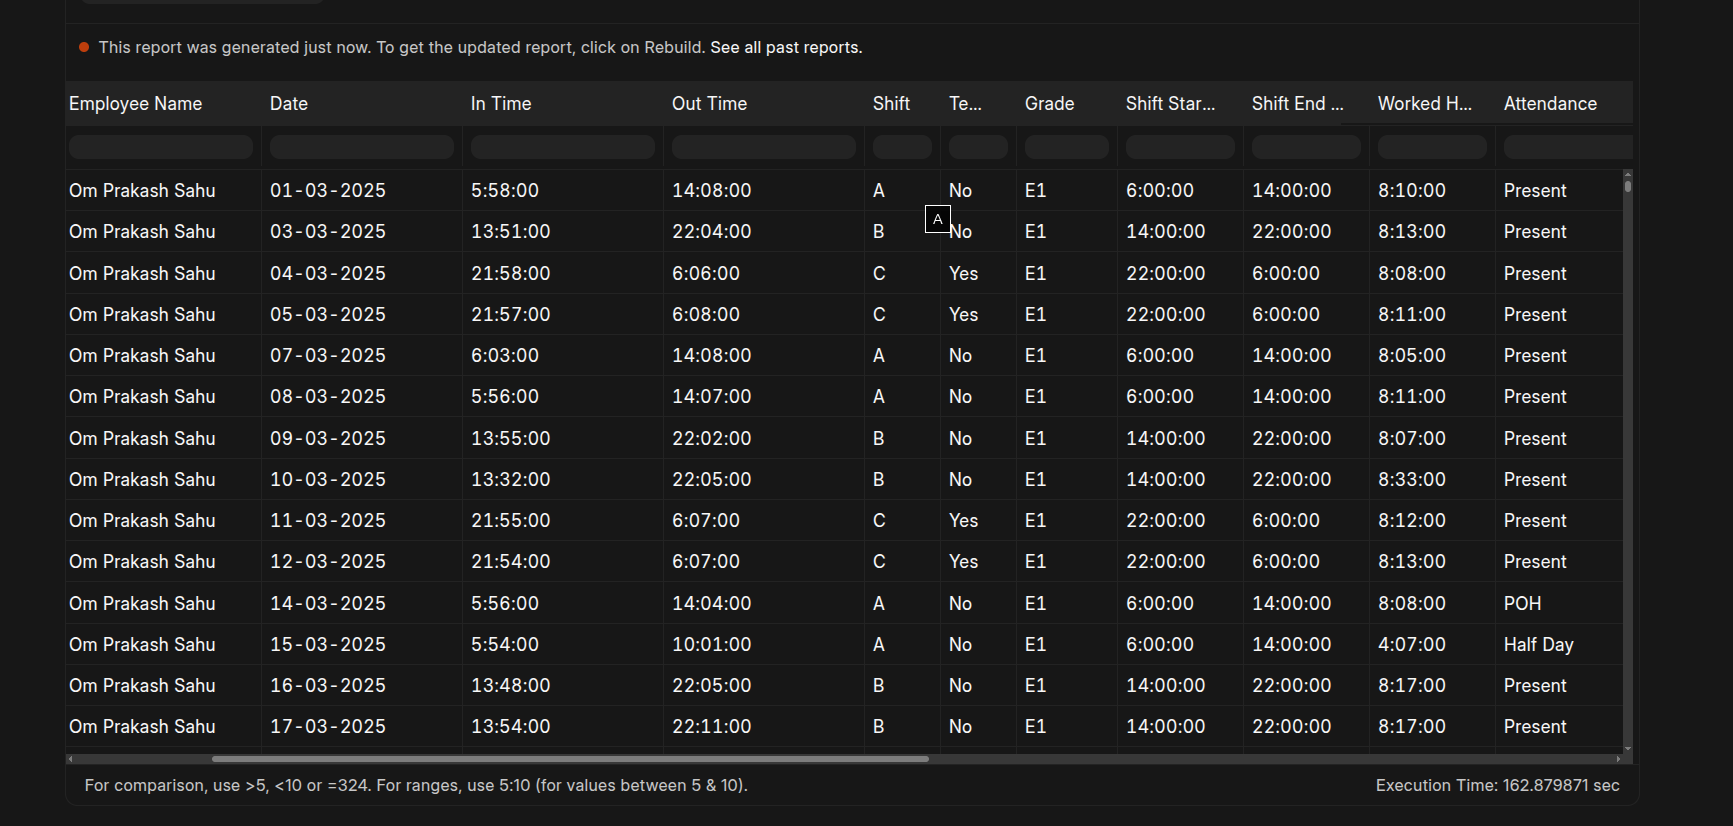 This report was generated just now. To get the updated report, click on Rebuild. See all past reports.
Employee Name Date In Time Out Time Shift Te... Grade Shift Star... Shift End ... Worked H... Attendance
Om Prakash Sahu 01-03-2025 5:58:00 14:08:00 A No E1 6:00:00 14:00:00 8:10:00 Present
A
Om Prakash Sahu 03-03-2025 13:51:00 22:04:00 B No E1 14:00:00 22:00:00 8:13:00 Present
Om Prakash Sahu 04-03-2025 21:58:00 6:06:00 C Yes E1 22:00:00 6:00:00 8:08:00 Present
Om Prakash Sahu 05-03-2025 21:57:00 6:08:00 C Yes E1 22:00:00 6:00:00 8:11:00 Present
Om Prakash Sahu 07-03-2025 6:03:00 14:08:00 A No E1 6:00:00 14:00:00 8:05:00 Present
Om Prakash Sahu 08-03-2025 5:56:00 14:07:00 A No E1 6:00:00 14:00:00 8:11:00 Present
Om Prakash Sahu 09-03-2025 13:55:00 22:02:00 B No E1 14:00:00 22:00:00 8:07:00 Present
Om Prakash Sahu 10-03-2025 13:32:00 22:05:00 B No E1 14:00:00 22:00:00 8:33:00 Present
Om Prakash Sahu 11-03-2025 21:55:00 6:07:00 C Yes E1 22:00:00 6:00:00 8:12:00 Present
Om Prakash Sahu 12-03-2025 21:54:00 6:07:00 C Yes E1 22:00:00 6:00:00 8:13:00 Present
Om Prakash Sahu 14-03-2025 5:56:00 14:04:00 A No E1 6:00:00 14:00:00 8:08:00 POH
Om Prakash Sahu 15-03-2025 5:54:00 10:01:00 A No E1 6:00:00 14:00:00 4:07:00 Half Day
Om Prakash Sahu 16-03-2025 13:48:00 22:05:00 B No E1 14:00:00 22:00:00 8:17:00 Present
Om Prakash Sahu 17-03-2025 13:54:00 22:11:00 B No E1 14:00:00 22:00:00 8:17:00 Present
For comparison, use >5, <10 or =324. For ranges, use 5:10 (for values between 5 & 10). Execution Time: 162.879871 sec